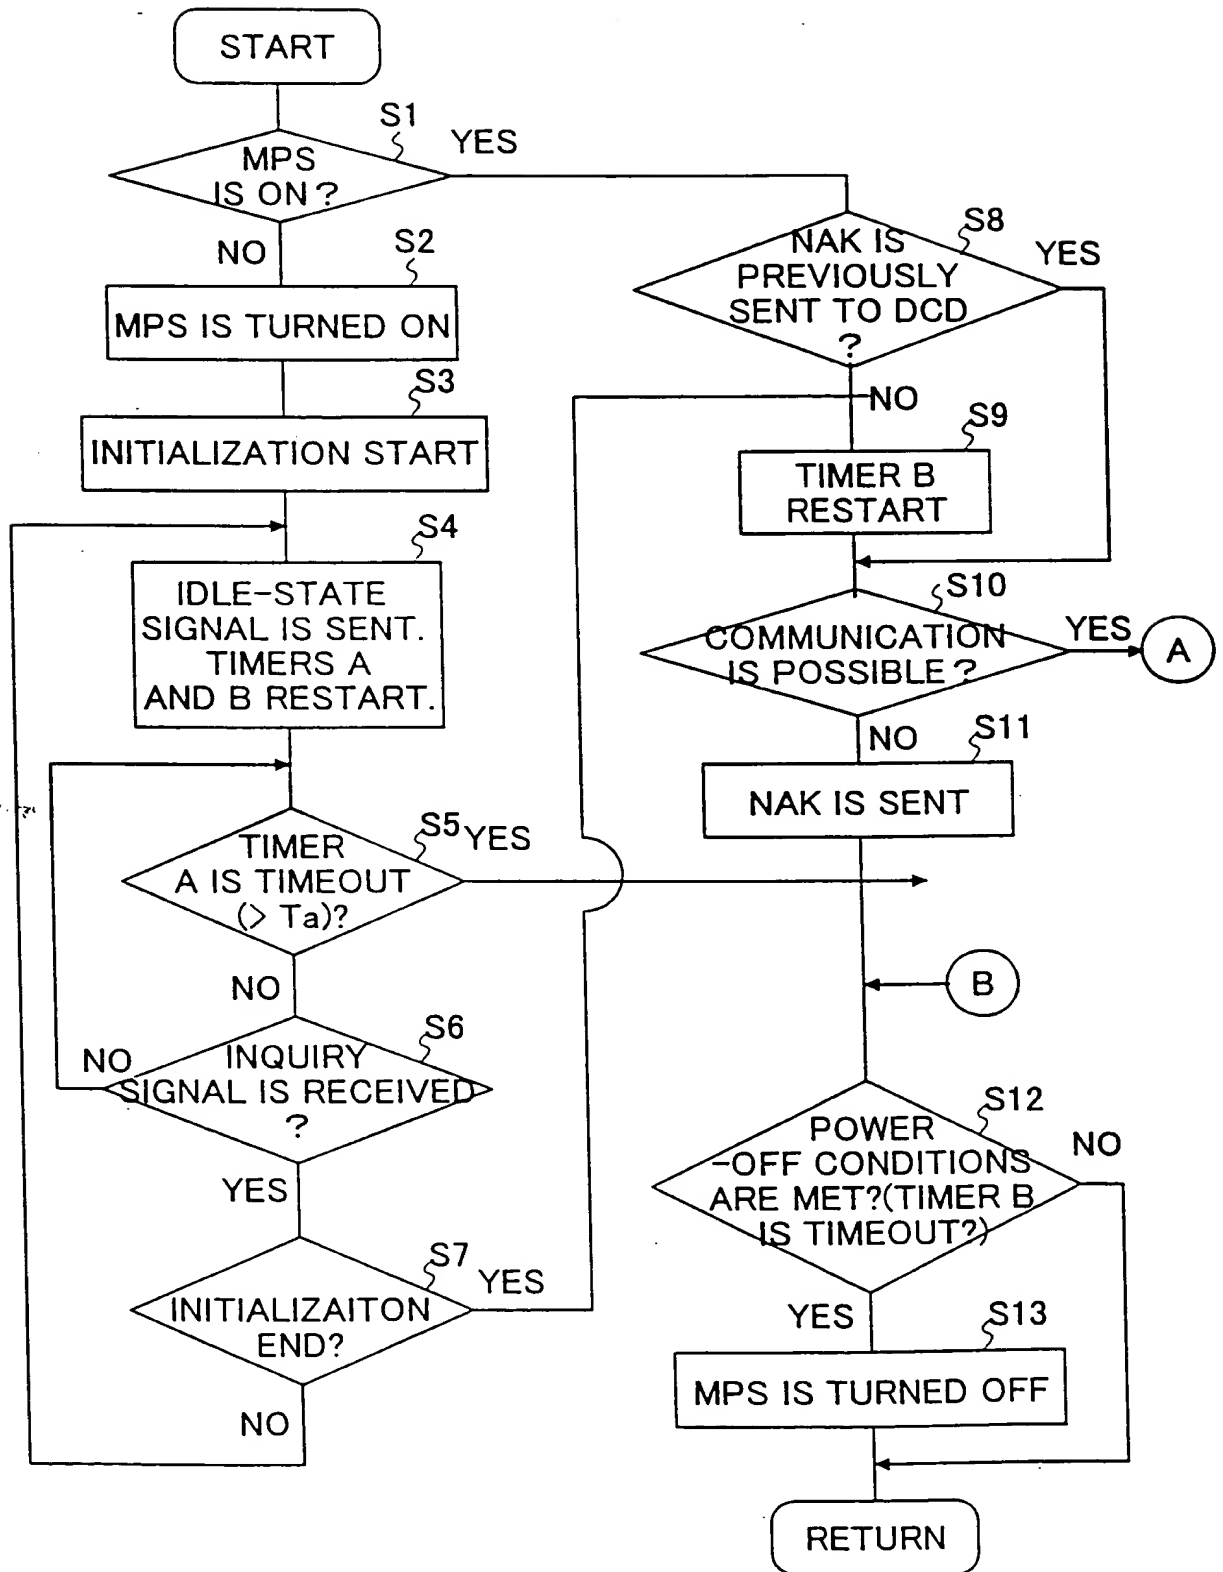 START
S1
YES
MPS
IS ON?
NO
S2
MPS IS TURNED ON
S3
INITIALIZATION START
S4
IDLE-STATE
SIGNAL IS SENT.
TIMERS A
AND B RESTART.
S5
YES
TIMER
A IS TIMEOUT
(> Ta)?
NO
S6
NO
INQUIRY
SIGNAL IS RECEIVED
?
YES
S7
YES
INITIALIZAITON
END?
NO
S8
YES
NAK IS
PREVIOUSLY
SENT TO DCD
?
NO
S9
TIMER B
RESTART
S10
COMMUNICATION
IS POSSIBLE?
YES
A
NO
S11
NAK IS SENT
B
S12
NO
POWER
-OFF CONDITIONS
ARE MET?(TIMER B
IS TIMEOUT?)
YES
S13
MPS IS TURNED OFF
RETURN